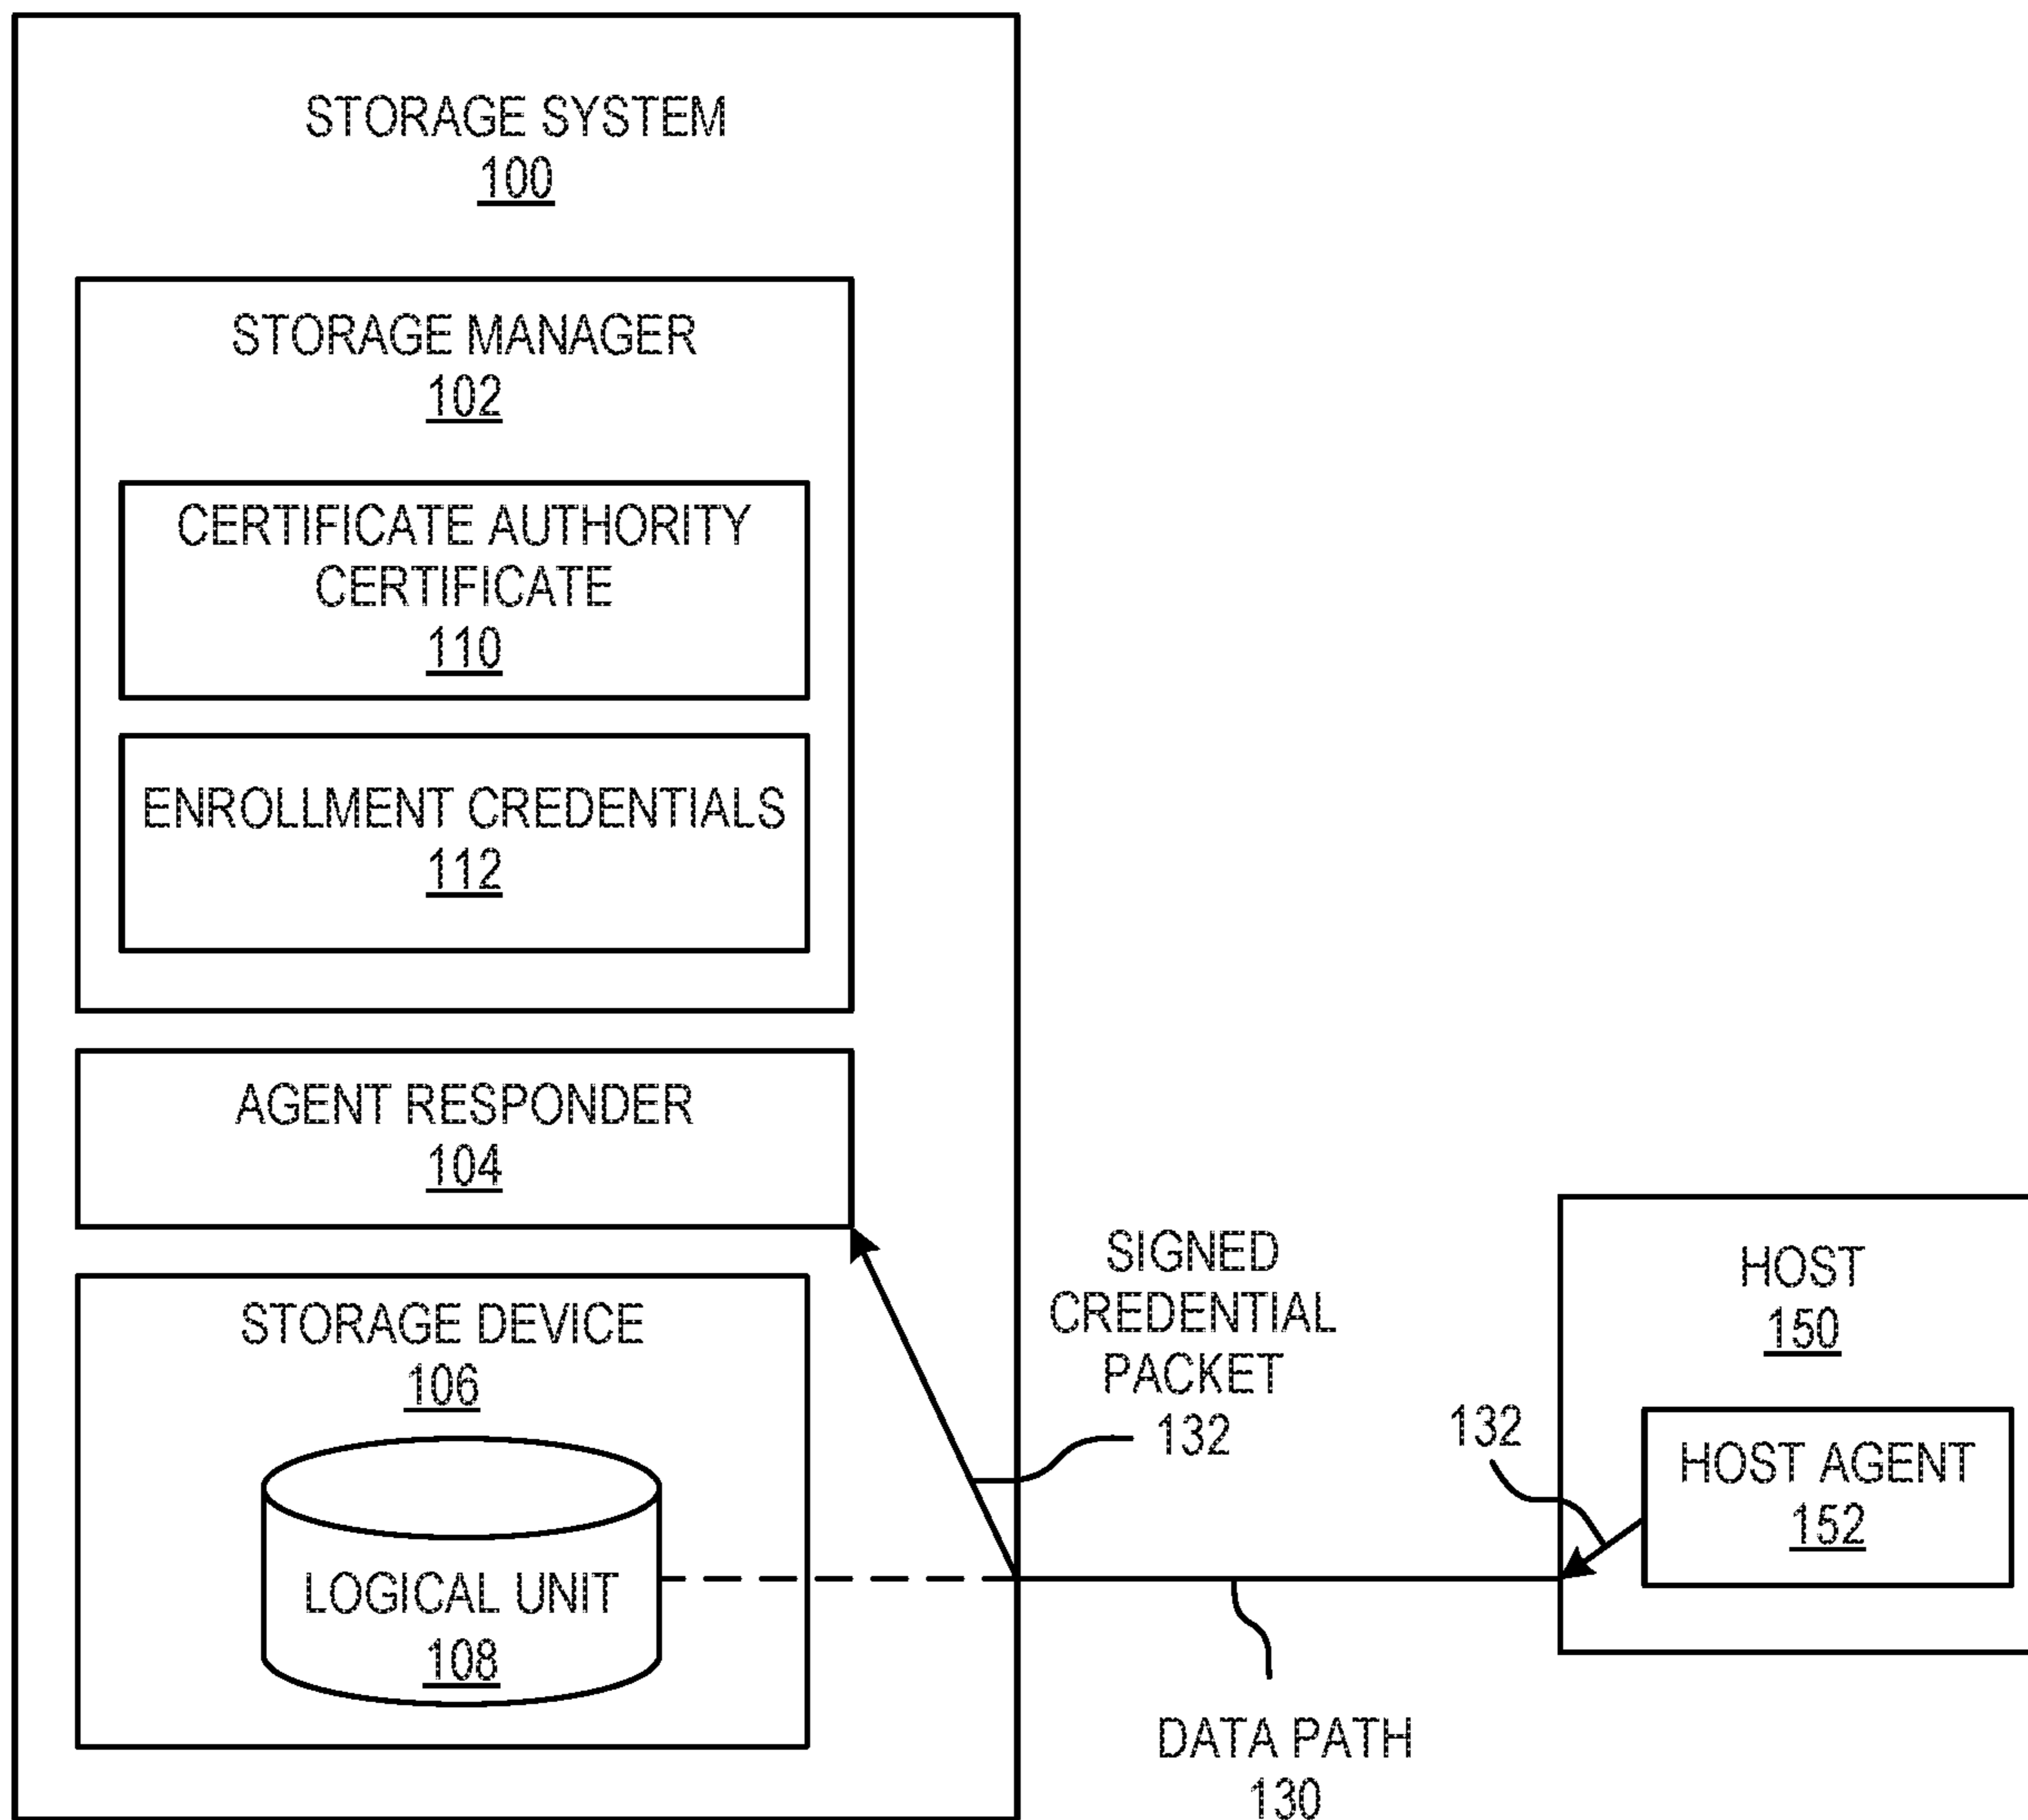 STORAGE SYSTEM
100
STORAGE MANAGER
102
CERTIFICATE AUTHORITY
CERTIFICATE
110
ENROLLMENT CREDENTIALS
112
AGENT RESPONDER
104
STORAGE DEVICE
106
LOGICAL UNIT
108
SIGNED
CREDENTIAL
PACKET
132
DATA PATH
130
132
HOST
150
HOST AGENT
152